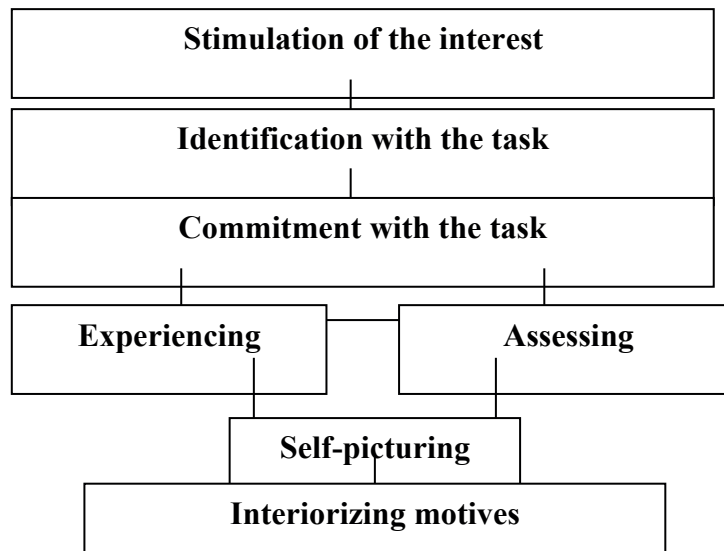 Stimulation of the interest
Identification with the task
Commitment with the task
Experiencing
Assessing
Self-picturing
Interiorizing motives